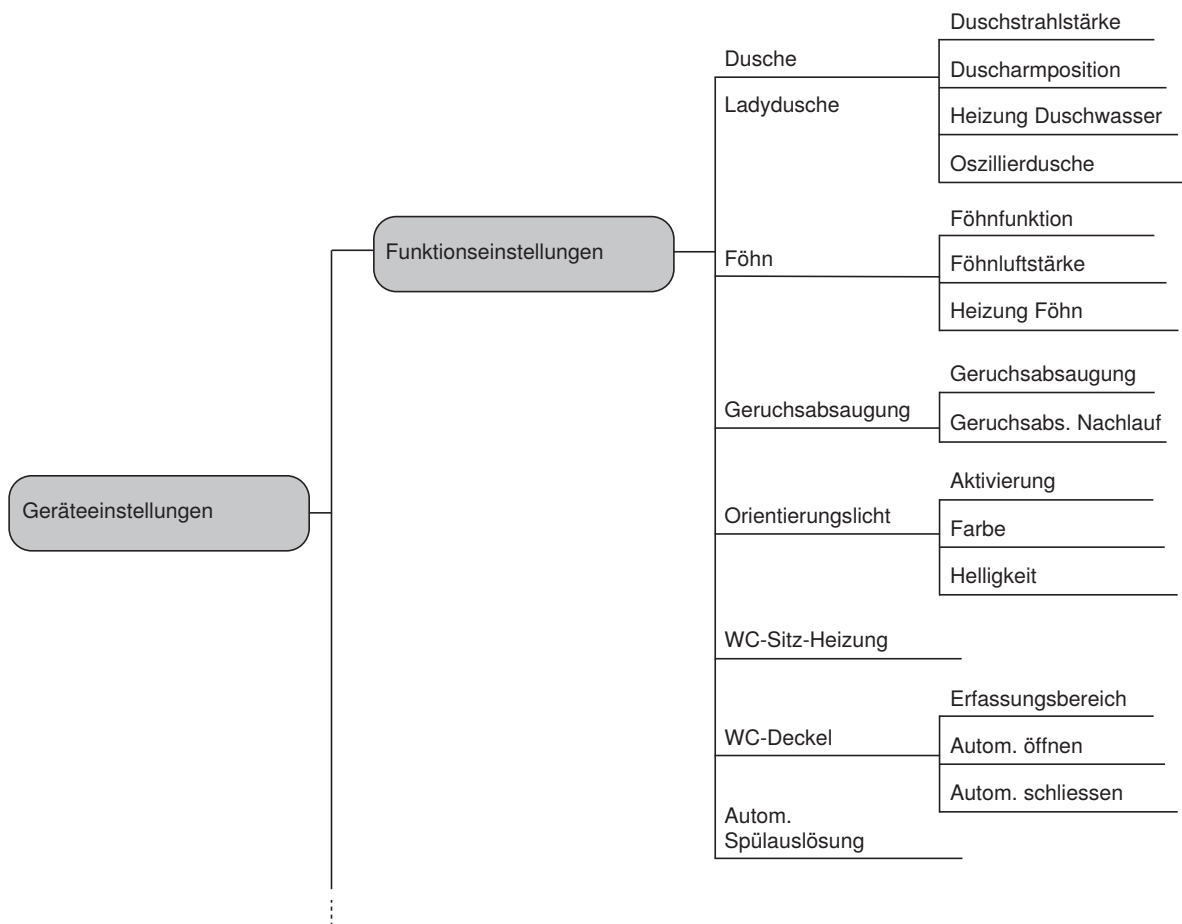 Geräteeinstellungen
Funktionseinstellungen
Dusche
Ladydusche
Duschstrahlstärke
Duscharmposition
Heizung Duschwasser
Oszillierdusche
Föhn
Föhnfunktion
Föhnluftstärke
Heizung Föhn
Geruchsabsaugung
Geruchsabsaugung
Geruchsabs. Nachlauf
Orientierungslicht
Aktivierung
Farbe
Helligkeit
WC-Sitz-Heizung
WC-Deckel
Erfassungsbereich
Autom. öffnen
Autom. schliessen
Autom.
Spülauslösung